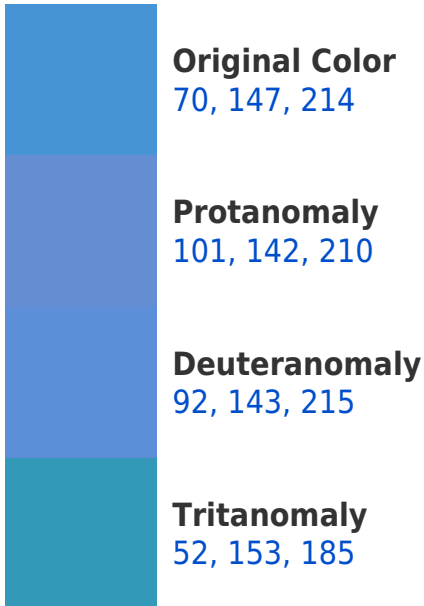 Original Color
70, 147, 214
Protanomaly
101, 142, 210
Deuteranomaly
92, 143, 215
Tritanomaly
52, 153, 185